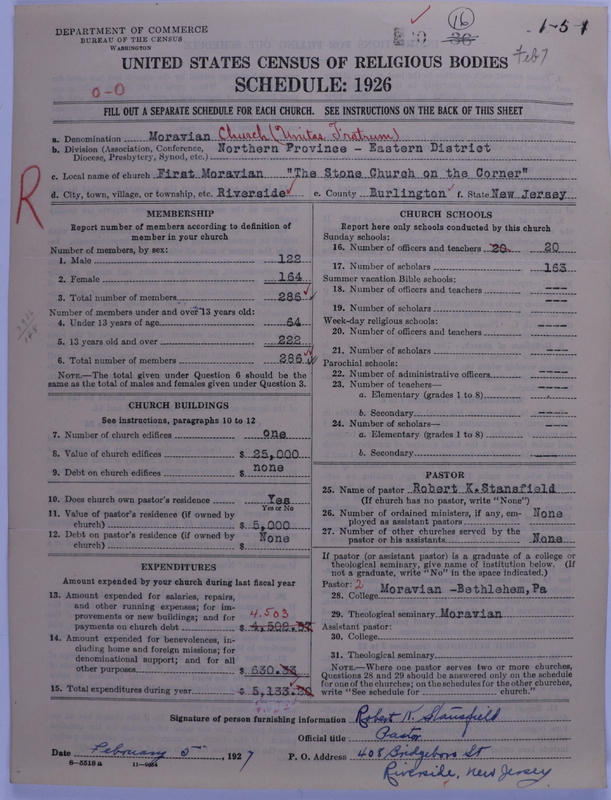 DEPARTMENT OF COMMERCE
BUREAU OF THE CENSUS
WASHINGTON
16
36
1-5-1
Feb 7
UNITED STATES CENSUS OF RELIGIOUS BODIES
SCHEDULE: 1926
0-0
FILL OUT A SEPARATE SCHEDULE FOR EACH CHURCH. SEE INSTRUCTIONS ON THE BACK OF THIS SHEET
a. Denomination Moravian Church (Unitas Fratrum)
b. Division (Association, Conference, Diocese, Presbytery, Synod, etc.) Northern Province - Eastern District
c. Local name of church First Moravian "The Stone Church on the Corner"
d. City, town, village, or township, etc. Riverside e. County Burlington f. State New Jersey
R
MEMBERSHIP
Report number of members according to definition of
member in your church
Number of members, by sex:
1. Male 122
2. Female 164
3. Total number of members 286
Number of members under and over 13 years old:
4. Under 13 years of age 64
5. 13 years old and over 222
6. Total number of members 286
NOTE.—The total given under Question 6 should be
same as the total of males and females given under Question 3.
CHURCH BUILDINGS
See instructions, paragraphs 10 to 12
7. Number of church edifices one
8. Value of church edifices $ 25,000
9. Debt on church edifices $ none
10. Does church own pastor's residence Yes
Yes or No
11. Value of pastor's residence (if owned by
church) $ 5,000
12. Debt on pastor's residence (if owned by
church) $ None
EXPENDITURES
Amount expended by your church during last fiscal year
13. Amount expended for salaries, repairs,
and other running expenses; for im-
provements or new buildings; and for
payments on church debt $ 4,502.
4.503
14. Amount expended for benevolences, in-
cluding home and foreign missions; for
denominational support; and for all
other purposes $ 630.33
15. Total expenditures during year $ 5,133.
CHURCH SCHOOLS
Report here only schools conducted by this church
Sunday schools:
16. Number of officers and teachers 20 20
17. Number of scholars 163
Summer vacation Bible schools:
18. Number of officers and teachers ---
19. Number of scholars ----
Week-day religious schools:
20. Number of officers and teachers ----
21. Number of scholars ----
Parochial schools:
22. Number of administrative officers ----
23. Number of teachers—
a. Elementary (grades 1 to 8) ----
b. Secondary ----
24. Number of scholars—
a. Elementary (grades 1 to 8) ----
b. Secondary ----
PASTOR
25. Name of pastor Robert K. Stansfield
(If church has no pastor, write "None")
26. Number of ordained ministers, if any, em-
ployed as assistant pastors None
27. Number of other churches served by the
pastor or his assistants None
If pastor (or assistant pastor) is a graduate of a college or
theological seminary, give name of institution below. (If
not a graduate, write "No" in the space indicated.)
Pastor: 2
28. College Moravian -Bethlehem, Pa
29. Theological seminary Moravian
Assistant pastor:
30. College
31. Theological seminary
NOTE.—Where one pastor serves two or more churches,
Questions 28 and 29 should be answered only on the schedule
for one of the churches; on the schedules for the other churches,
write "See schedule for church."
Signature of person furnishing information Robert K. Stansfield
Official title Pastor
Date February 5, 1927 P. O. Address 408 Bridgeboro St
Riverside, New Jersey
8-5518 a 11-9054